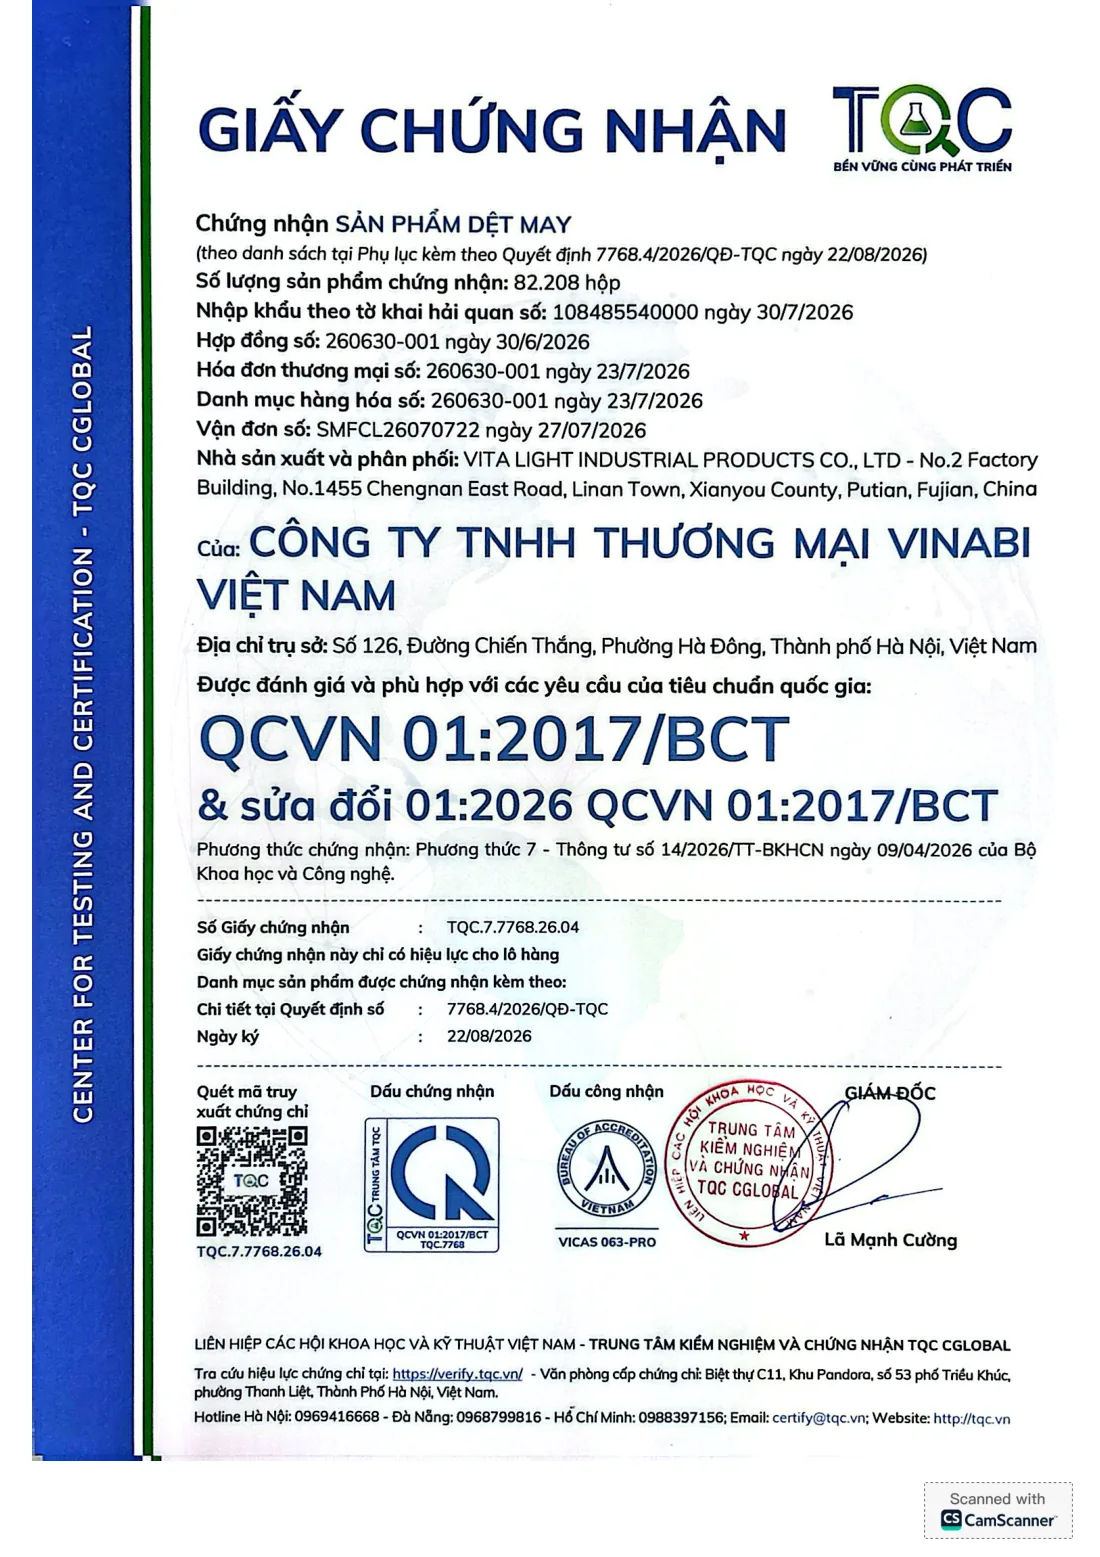 GIẤY CHỨNG NHẬN
TQC
BỀN VỮNG CÙNG PHÁT TRIỂN
Chứng nhận SẢN PHẨM DỆT MAY
(theo danh sách tại Phụ lục kèm theo Quyết định 7768.4/2026/QĐ-TQC ngày 22/08/2026)
Số lượng sản phẩm chứng nhận: 82.208 hộp
Nhập khẩu theo tờ khai hải quan số: 108485540000 ngày 30/7/2026
Hợp đồng số: 260630-001 ngày 30/6/2026
Hóa đơn thương mại số: 260630-001 ngày 23/7/2026
Danh mục hàng hóa số: 260630-001 ngày 23/7/2026
Vận đơn số: SMFCL26070722 ngày 27/07/2026
Nhà sản xuất và phân phối: VITA LIGHT INDUSTRIAL PRODUCTS CO., LTD - No.2 Factory
Building, No.1455 Chengnan East Road, Linan Town, Xianyou County, Putian, Fujian, China
Của: CÔNG TY TNHH THƯƠNG MẠI VINABI
VIỆT NAM
Địa chỉ trụ sở: Số 126, Đường Chiến Thắng, Phường Hà Đông, Thành phố Hà Nội, Việt Nam
Được đánh giá và phù hợp với các yêu cầu của tiêu chuẩn quốc gia:
QCVN 01:2017/BCT
& sửa đổi 01:2026 QCVN 01:2017/BCT
Phương thức chứng nhận: Phương thức 7 - Thông tư số 14/2026/TT-BKHCN ngày 09/04/2026 của Bộ
Khoa học và Công nghệ.
Số Giấy chứng nhận : TQC.7.7768.26.04
Giấy chứng nhận này chỉ có hiệu lực cho lô hàng
Danh mục sản phẩm được chứng nhận kèm theo:
Chi tiết tại Quyết định số : 7768.4/2026/QĐ-TQC
Ngày ký : 22/08/2026
Quét mã truy
xuất chứng chỉ
TQC
TQC.7.7768.26.04
Dấu chứng nhận
TQC TRUNG TÂM TQC
QCVN 01:2017/BCT
TQC.7768
Dấu công nhận
BUREAU OF ACCREDITATION
VIETNAM
VICAS 063-PRO
LIÊN HIỆP CÁC HỘI KHOA HỌC VÀ KỸ THUẬT VIỆT NAM
TRUNG TÂM
KIỂM NGHIỆM
VÀ CHỨNG NHẬN
TQC CGLOBAL
GIÁM ĐỐC
Lã Mạnh Cường
LIÊN HIỆP CÁC HỘI KHOA HỌC VÀ KỸ THUẬT VIỆT NAM - TRUNG TÂM KIỂM NGHIỆM VÀ CHỨNG NHẬN TQC CGLOBAL
Tra cứu hiệu lực chứng chỉ tại: https://verify.tqc.vn/ - Văn phòng cấp chứng chỉ: Biệt thự C11, Khu Pandora, số 53 phố Triều Khúc,
phường Thanh Liệt, Thành Phố Hà Nội, Việt Nam.
Hotline Hà Nội: 0969416668 - Đà Nẵng: 0968799816 - Hồ Chí Minh: 0988397156; Email: certify@tqc.vn; Website: http://tqc.vn
CENTER FOR TESTING AND CERTIFICATION - TQC CGLOBAL
Scanned with
CS CamScanner